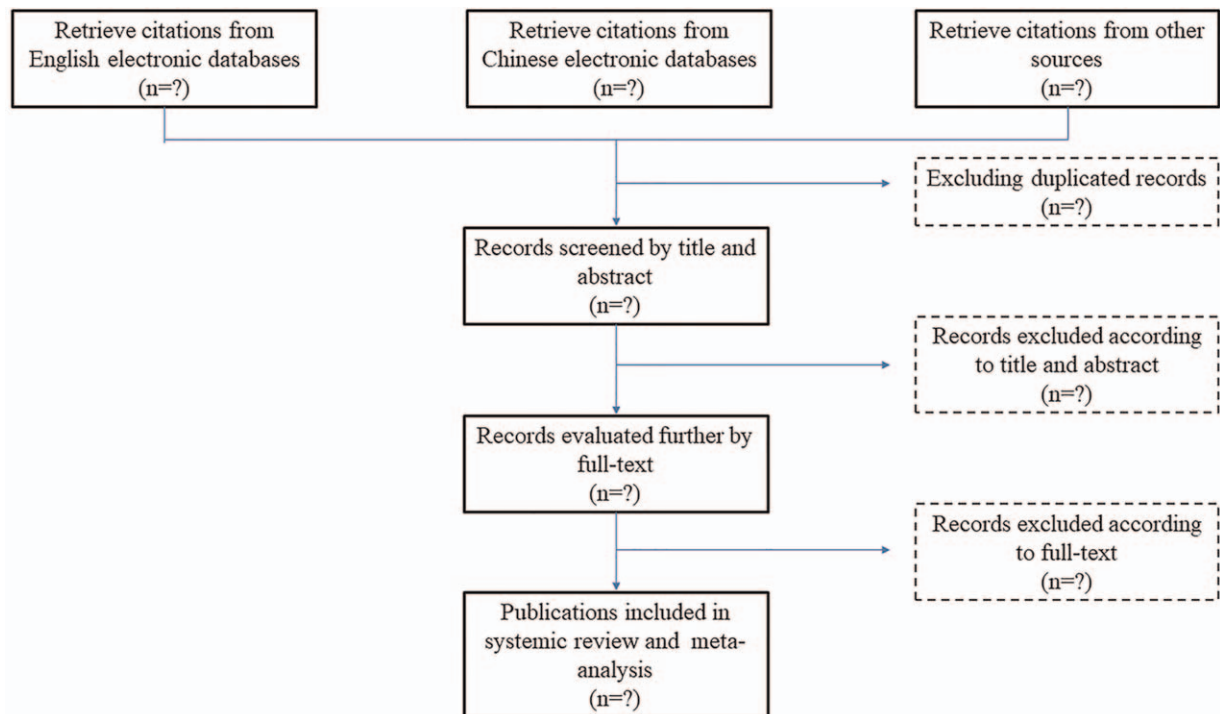 Retrieve citations from
English electronic databases
(n=?)
Retrieve citations from
Chinese electronic databases
(n=?)
Retrieve citations from other
sources
(n=?)
Excluding duplicated records
(n=?)
Records screened by title and
abstract
(n=?)
Records excluded according
to title and abstract
(n=?)
Records evaluated further by
full-text
(n=?)
Records excluded according
to full-text
(n=?)
Publications included in
systemic review and meta-
analysis
(n=?)